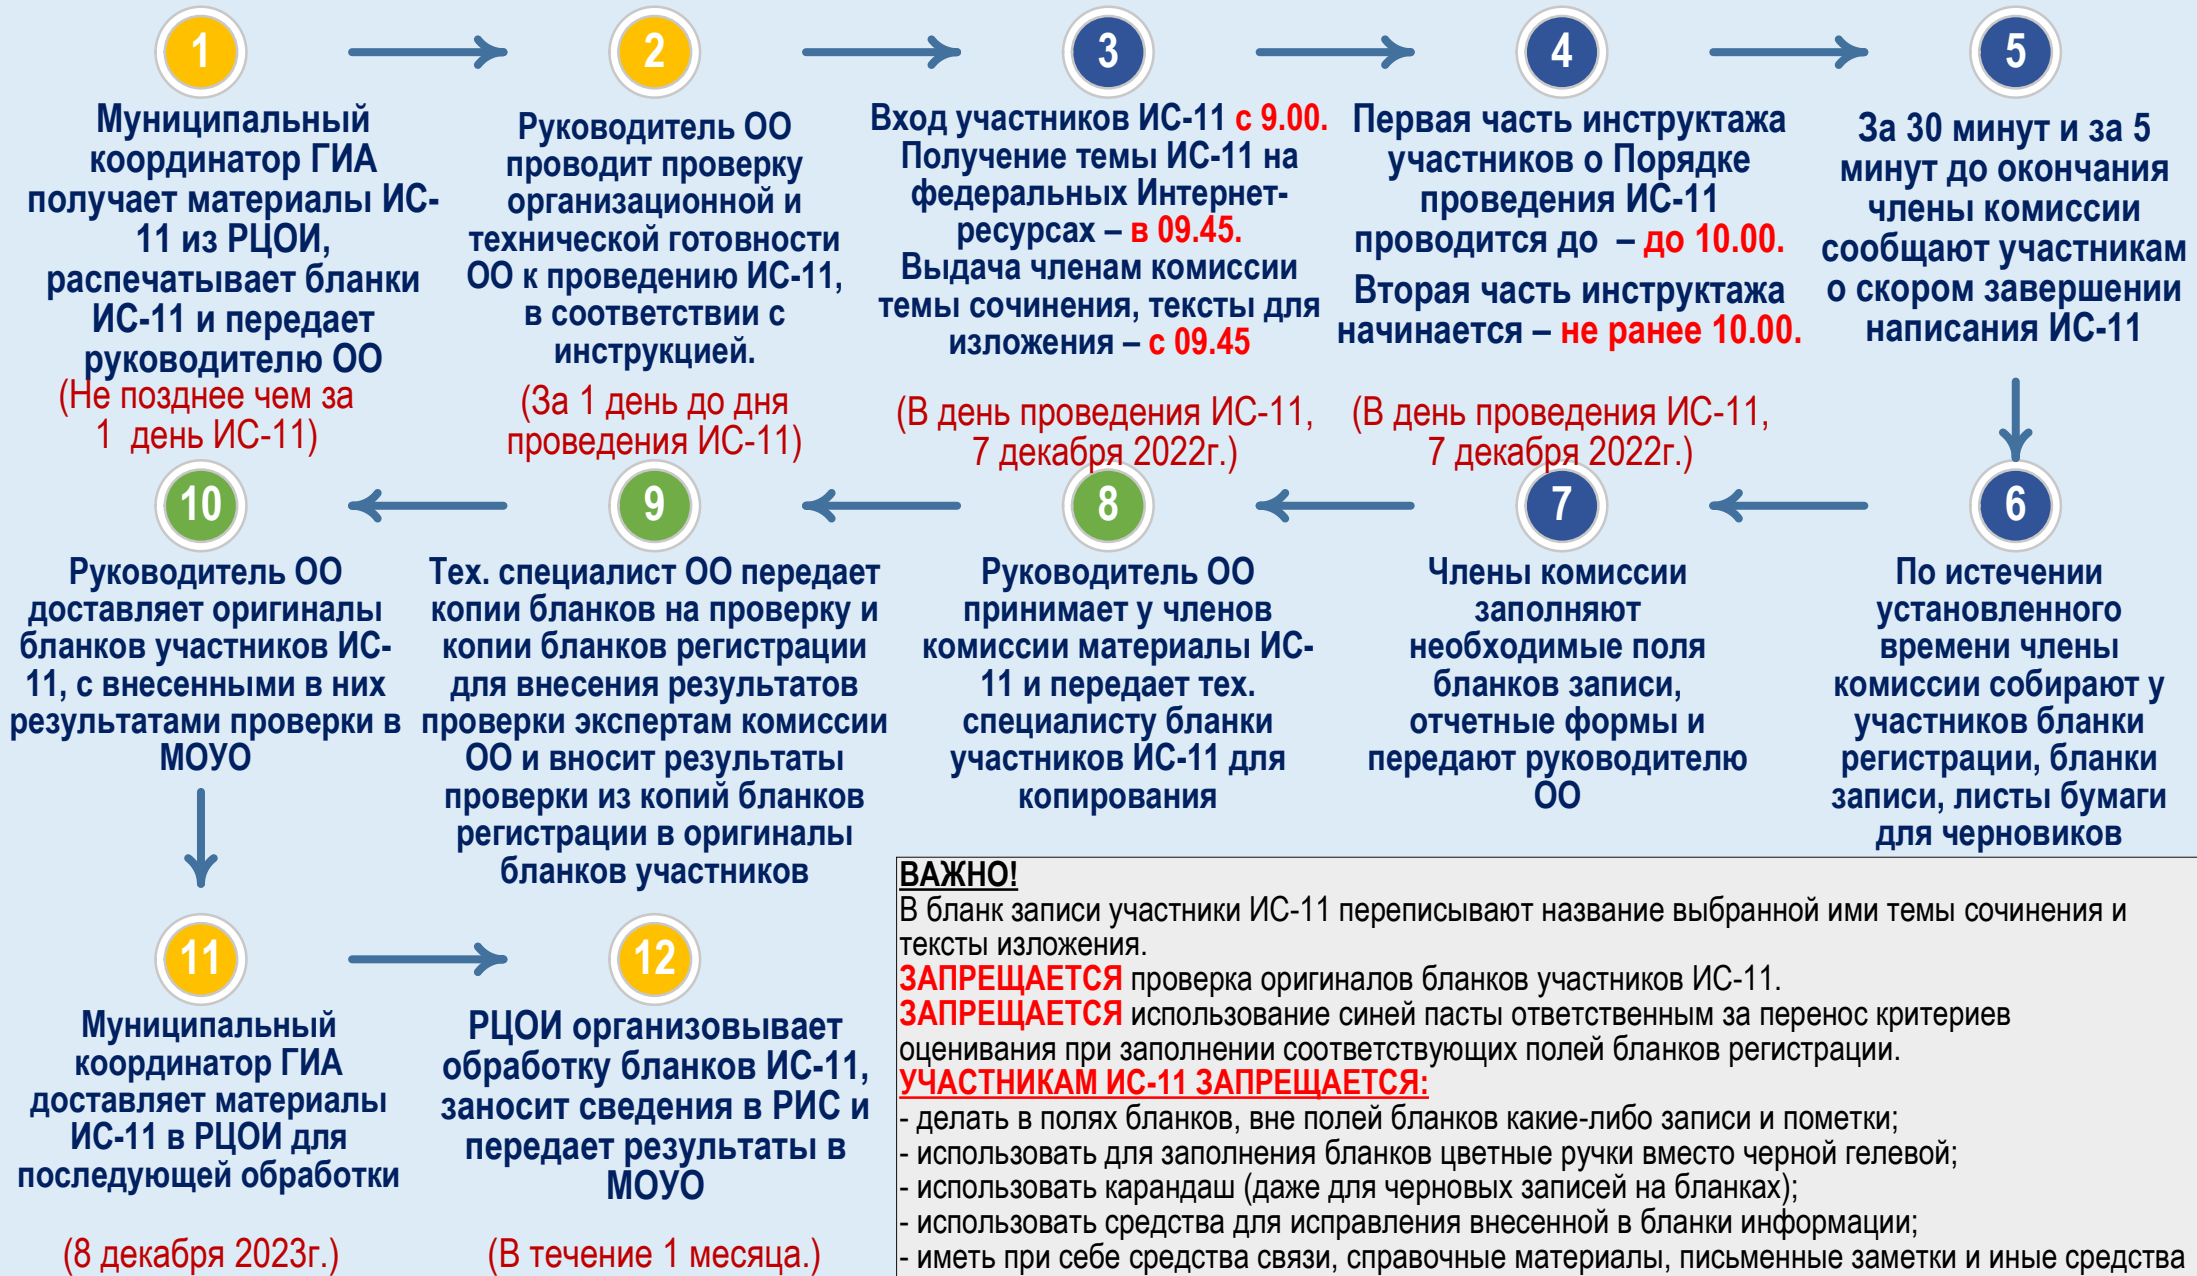 1
Муниципальный
координатор ГИА
получает материалы ИС-
11 из РЦОИ,
распечатывает бланки
ИС-11 и передает
руководителю ОО
(Не позднее чем за
1 день ИС-11)
2
Руководитель ОО
проводит проверку
организационной и
технической готовности
ОО к проведению ИС-11,
в соответствии с
инструкцией.
(За 1 день до дня
проведения ИС-11)
3
Вход участников ИС-11 с 9.00.
Получение темы ИС-11 на
федеральных Интернет-
ресурсах – в 09.45.
Выдача членам комиссии
темы сочинения, тексты для
изложения – с 09.45
(В день проведения ИС-11,
7 декабря 2022г.)
4
Первая часть инструктажа
участников о Порядке
проведения ИС-11
проводится до – до 10.00.
Вторая часть инструктажа
начинается – не ранее 10.00.
(В день проведения ИС-11,
7 декабря 2022г.)
5
За 30 минут и за 5
минут до окончания
члены комиссии
сообщают участникам
о скором завершении
написания ИС-11
6
По истечении
установленного
времени члены
комиссии собирают у
участников бланки
регистрации, бланки
записи, листы бумаги
для черновиков
7
Члены комиссии
заполняют
необходимые поля
бланков записи,
отчетные формы и
передают руководителю
ОО
8
Руководитель ОО
принимает у членов
комиссии материалы ИС-
11 и передает тех.
специалисту бланки
участников ИС-11 для
копирования
9
Тех. специалист ОО передает
копии бланков на проверку и
копии бланков регистрации
для внесения результатов
проверки экспертам комиссии
ОО и вносит результаты
проверки из копий бланков
регистрации в оригиналы
бланков участников
10
Руководитель ОО
доставляет оригиналы
бланков участников ИС-
11, с внесенными в них
результатами проверки в
МОУО
11
Муниципальный
координатор ГИА
доставляет материалы
ИС-11 в РЦОИ для
последующей обработки
(8 декабря 2023г.)
12
РЦОИ организовывает
обработку бланков ИС-11,
заносит сведения в РИС и
передает результаты в
МОУО
(В течение 1 месяца.)
ВАЖНО!
В бланк записи участники ИС-11 переписывают название выбранной ими темы сочинения и
тексты изложения.
ЗАПРЕЩАЕТСЯ проверка оригиналов бланков участников ИС-11.
ЗАПРЕЩАЕТСЯ использование синей пасты ответственным за перенос критериев
оценивания при заполнении соответствующих полей бланков регистрации.
УЧАСТНИКАМ ИС-11 ЗАПРЕЩАЕТСЯ:
- делать в полях бланков, вне полей бланков какие-либо записи и пометки;
- использовать для заполнения бланков цветные ручки вместо черной гелевой;
- использовать карандаш (даже для черновых записей на бланках);
- использовать средства для исправления внесенной в бланки информации;
- иметь при себе средства связи, справочные материалы, письменные заметки и иные средства